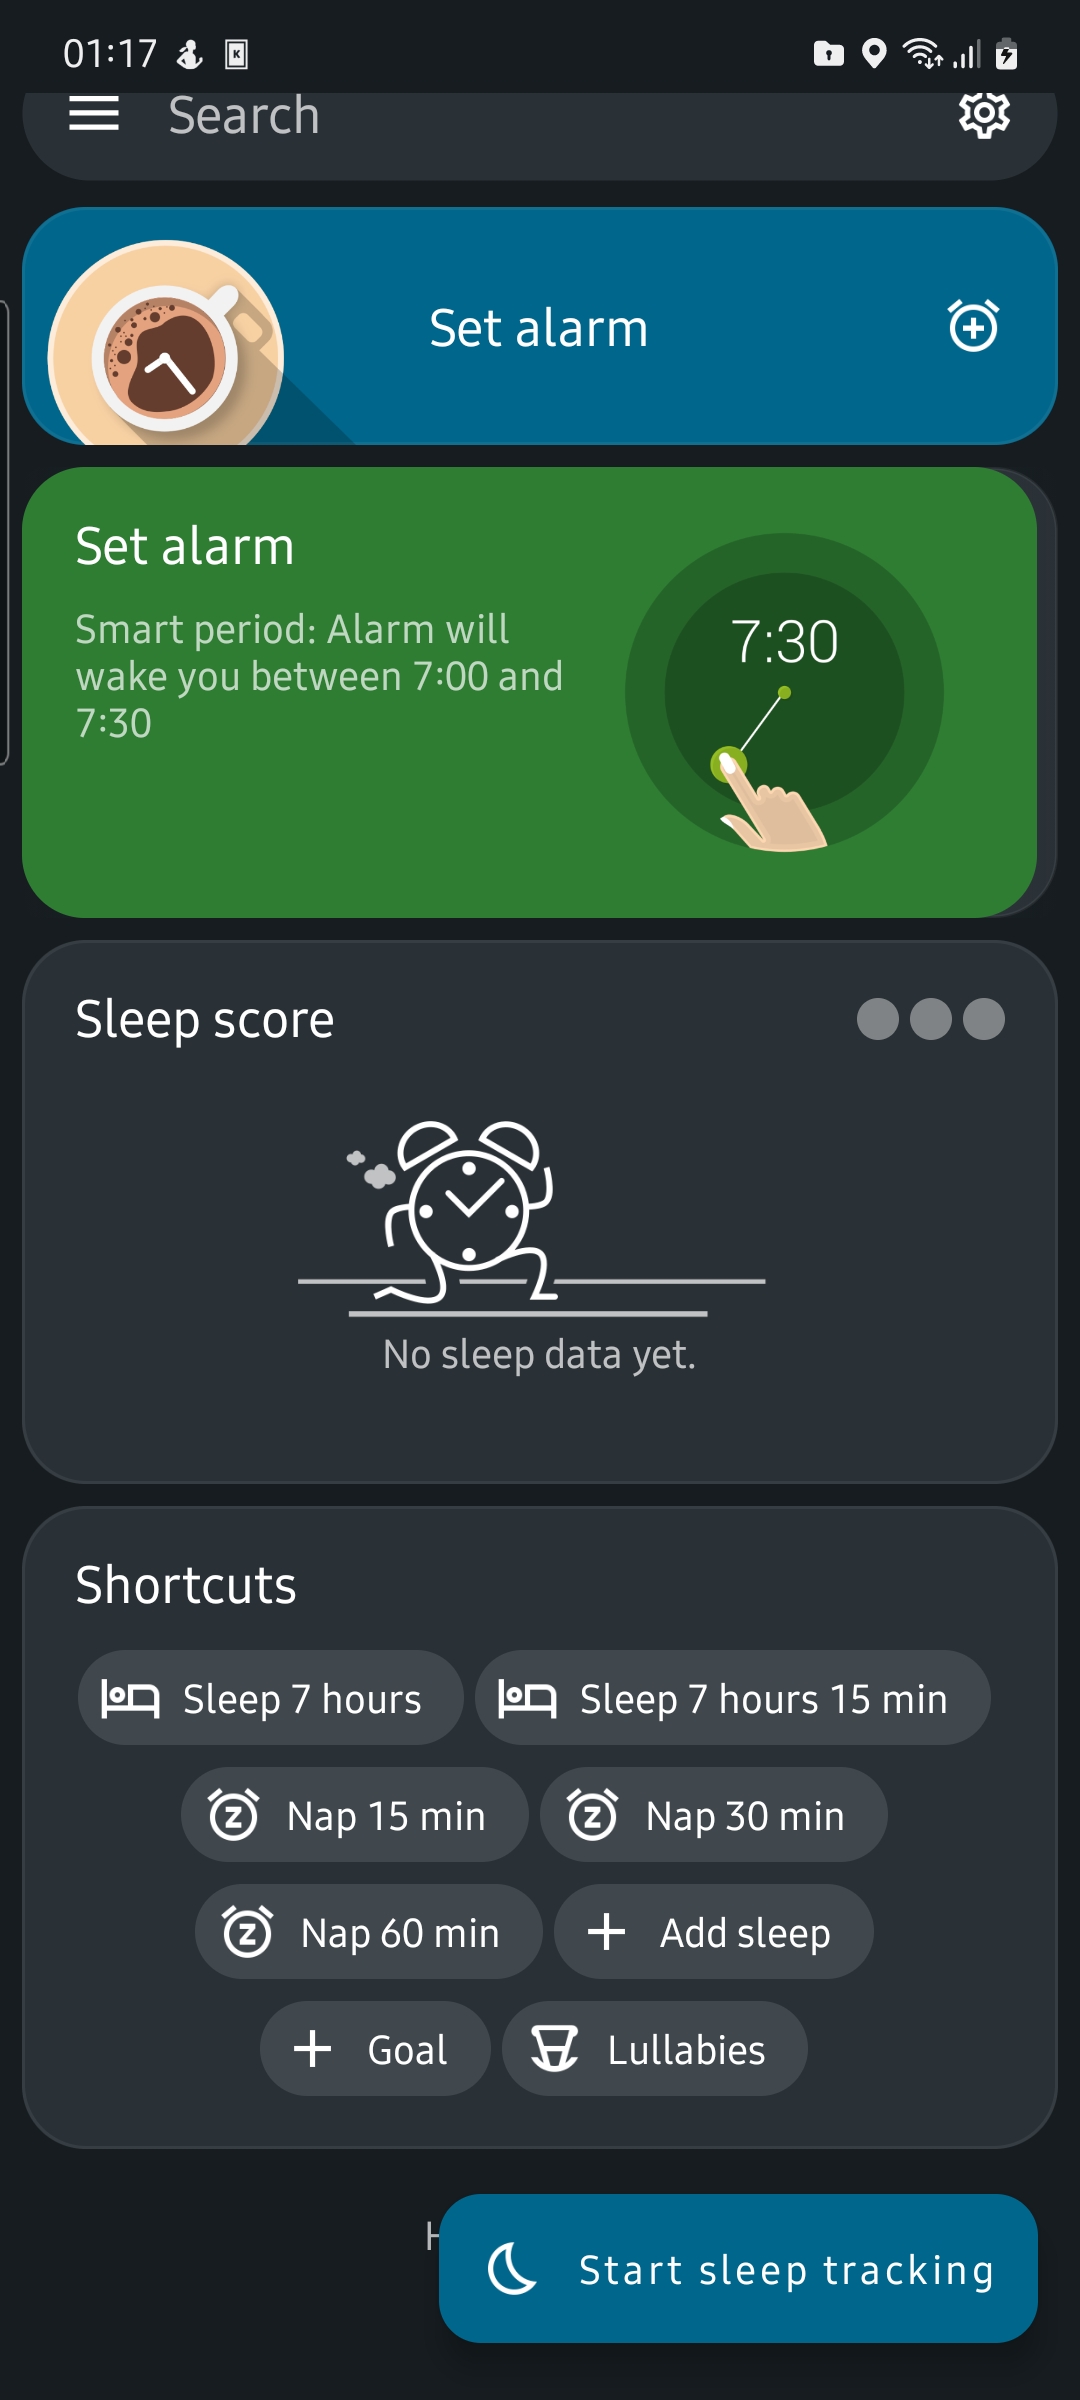 01:17
Search
Set alarm
Set alarm
Smart period: Alarm will
wake you between 7:00 and
7:30
7:30
Sleep score
No sleep data yet.
Shortcuts
Sleep 7 hours
Sleep 7 hours 15 min
Nap 15 min
Nap 30 min
Nap 60 min
Add sleep
Goal
Lullabies
Start sleep tracking